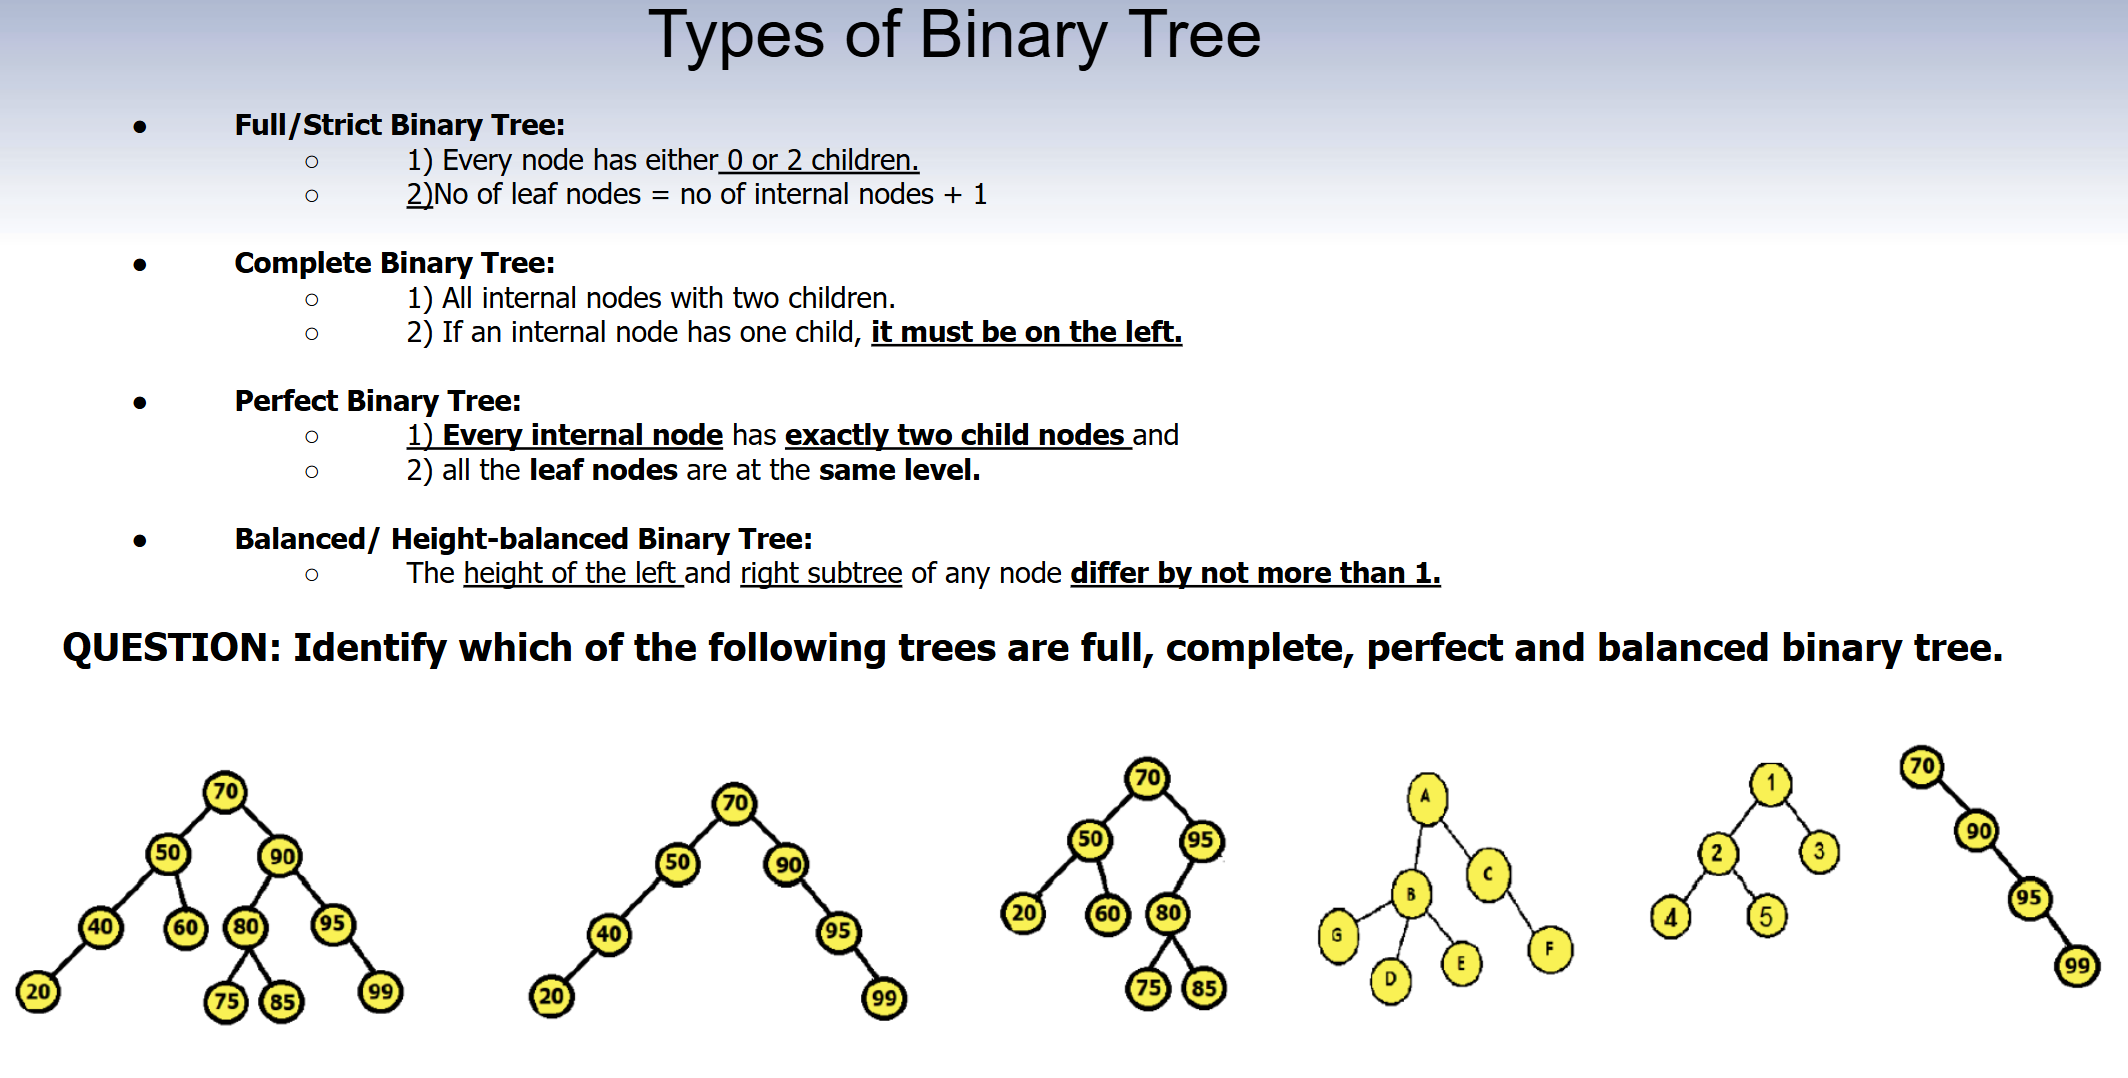 Types of Binary Tree
● Full/Strict Binary Tree:
○ 1) Every node has either 0 or 2 children.
○ 2)No of leaf nodes = no of internal nodes + 1
● Complete Binary Tree:
○ 1) All internal nodes with two children.
○ 2) If an internal node has one child, it must be on the left.
● Perfect Binary Tree:
○ 1) Every internal node has exactly two child nodes and
○ 2) all the leaf nodes are at the same level.
● Balanced/ Height-balanced Binary Tree:
○ The height of the left and right subtree of any node differ by not more than 1.
QUESTION: Identify which of the following trees are full, complete, perfect and balanced binary tree.
70
50 90
40 60 80 95
20 75 85 99
70
50 90
40 95
20 99
70
50 95
20 60 80
75 85
A
B C
G D E F
1
2 3
4 5
70
90
95
99